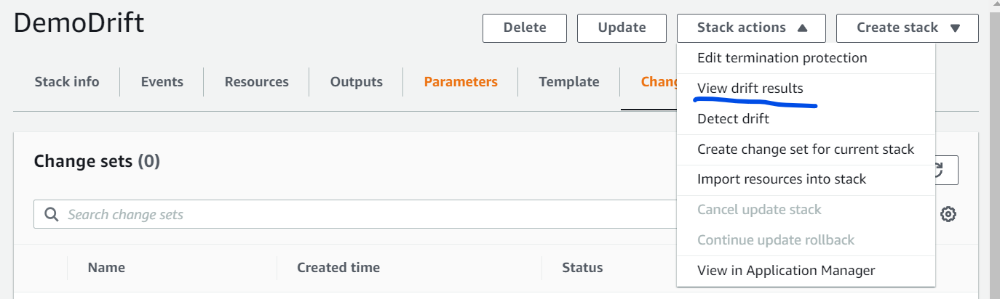 DemoDrift
Delete
Update
Stack actions
Create stack
Edit termination protection
View drift results
Detect drift
Create change set for current stack
Import resources into stack
Cancel update stack
Continue update rollback
View in Application Manager
Stack info
Events
Resources
Outputs
Parameters
Template
Chang
Change sets (0)
Search change sets
Name
Created time
Status